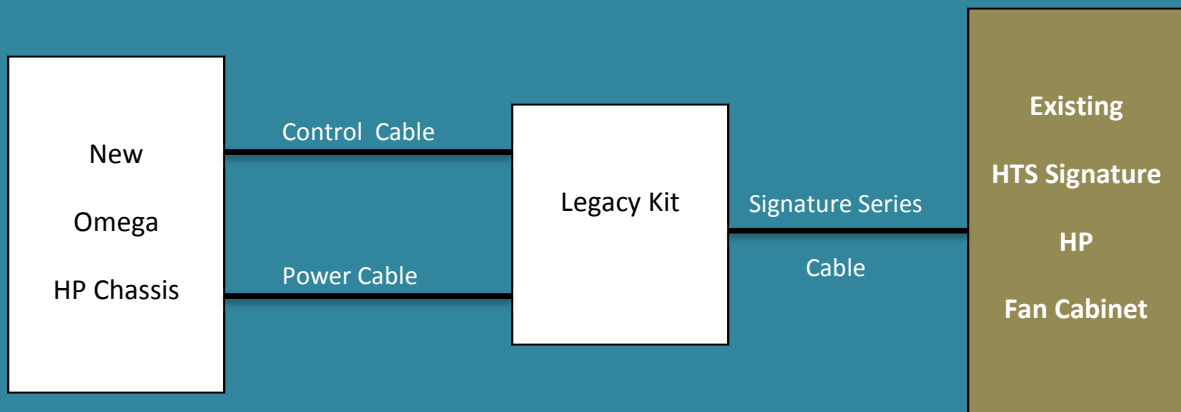 New
Omega
HP Chassis
Control Cable
Power Cable
Legacy Kit
Signature Series
Cable
Existing
HTS Signature
HP
Fan Cabinet